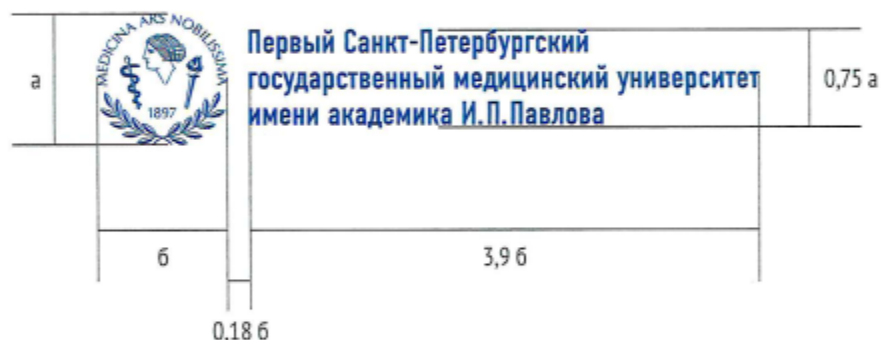 MEDICINA ARS NOBILISSIMA
1897
Первый Санкт-Петербургский
государственный медицинский университет
имени академика И.П.Павлова
а
0,75 а
б
3,9 б
0,18 б